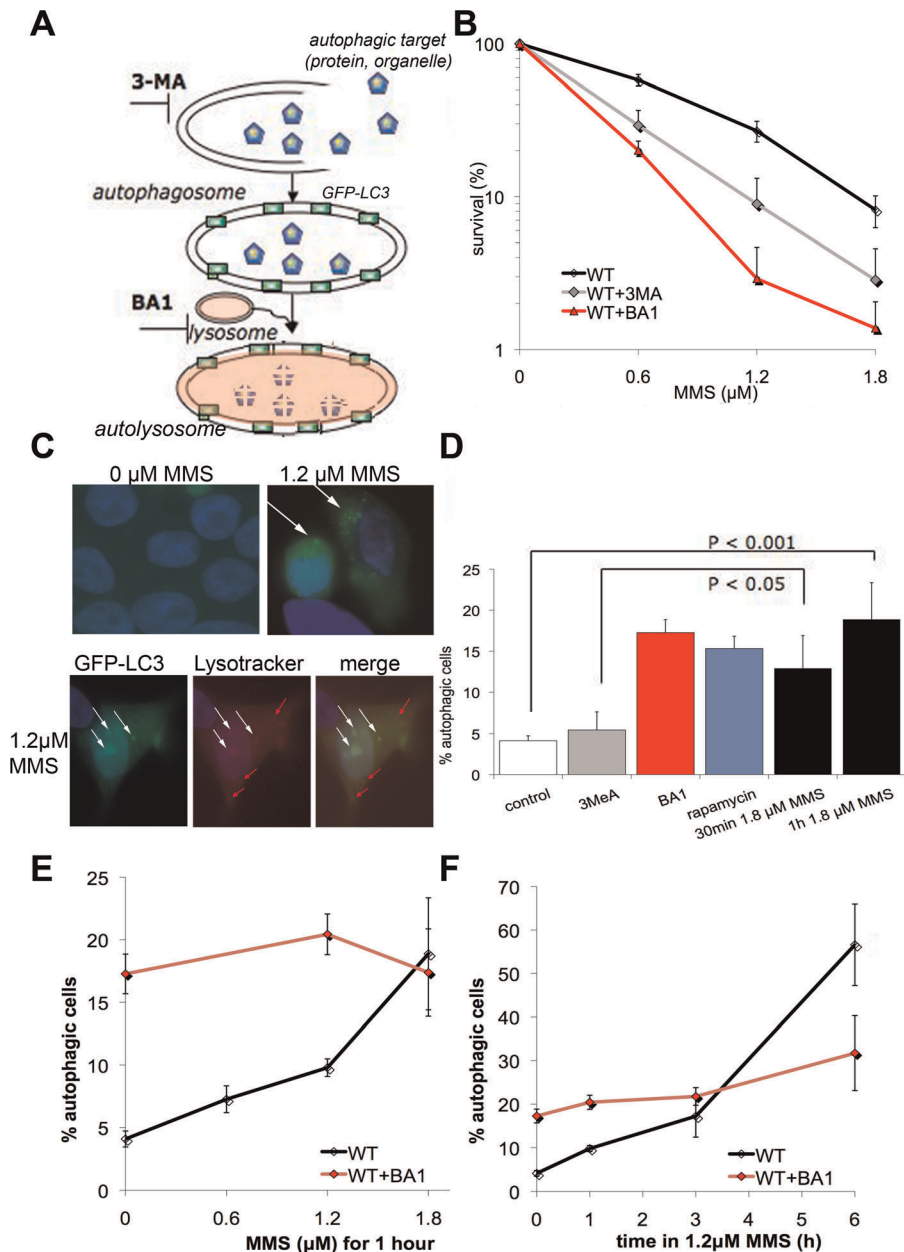 A
autophagic target
(protein, organelle)
3-MA
autophagosome
GFP-LC3
BA1
lysosome
autolysosome
B
100
10
1
survival (%)
WT
WT+3MA
WT+BA1
0
0.6
1.2
1.8
MMS (µM)
C
0 µM MMS
1.2 µM MMS
GFP-LC3
Lysotracker
merge
1.2µM
MMS
D
P < 0.001
P < 0.05
25
20
15
10
5
0
% autophagic cells
control
3MeA
BA1
rapamycin
30min 1.8 µM MMS
1h 1.8 µM MMS
E
25
20
15
10
5
0
% autophagic cells
WT
WT+BA1
0
0.6
1.2
1.8
MMS (µM) for 1 hour
F
70
60
50
40
30
20
10
0
% autophagic cells
WT
WT+BA1
0
1
2
3
4
5
6
time in 1.2µM MMS (h)